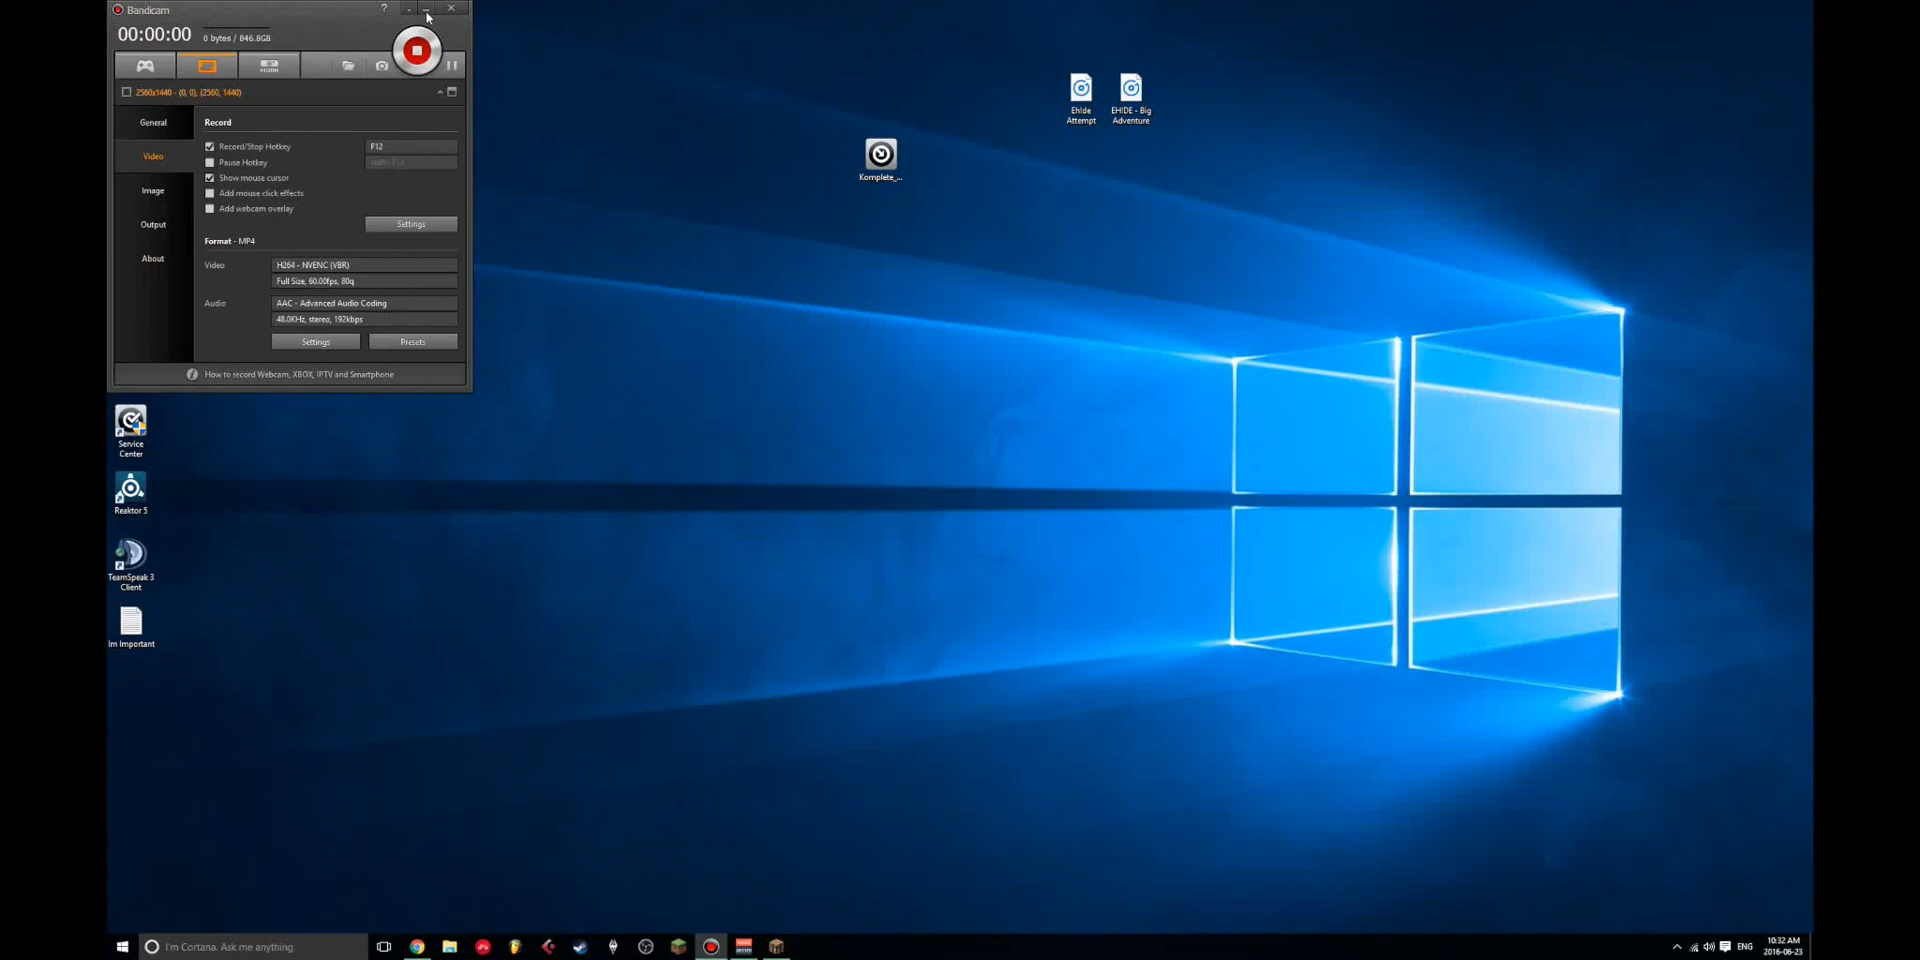 Bandicam
?
00:00:00
0 bytes / 846.8GB
HDMI
2560x1440 - (0, 0), (2560, 1440)
General
Video
Image
Output
About
Record
Record/Stop Hotkey
F12
Pause Hotkey
Show mouse cursor
Add mouse click effects
Add webcam overlay
Settings
Format - MP4
Video
H264 - NVENC (VBR)
Full Size, 60.00fps, 80q
Audio
AAC - Advanced Audio Coding
48.0KHz, stereo, 192kbps
Settings
Presets
How to record Webcam, XBOX, IPTV and Smartphone
Ehide
Attempt
EHIDE - Big
Adventure
Komplete_...
Service
Center
Reaktor 5
TeamSpeak 3
Client
Im Important
I'm Cortana. Ask me anything.
ENG
10:32 AM
2016-06-23